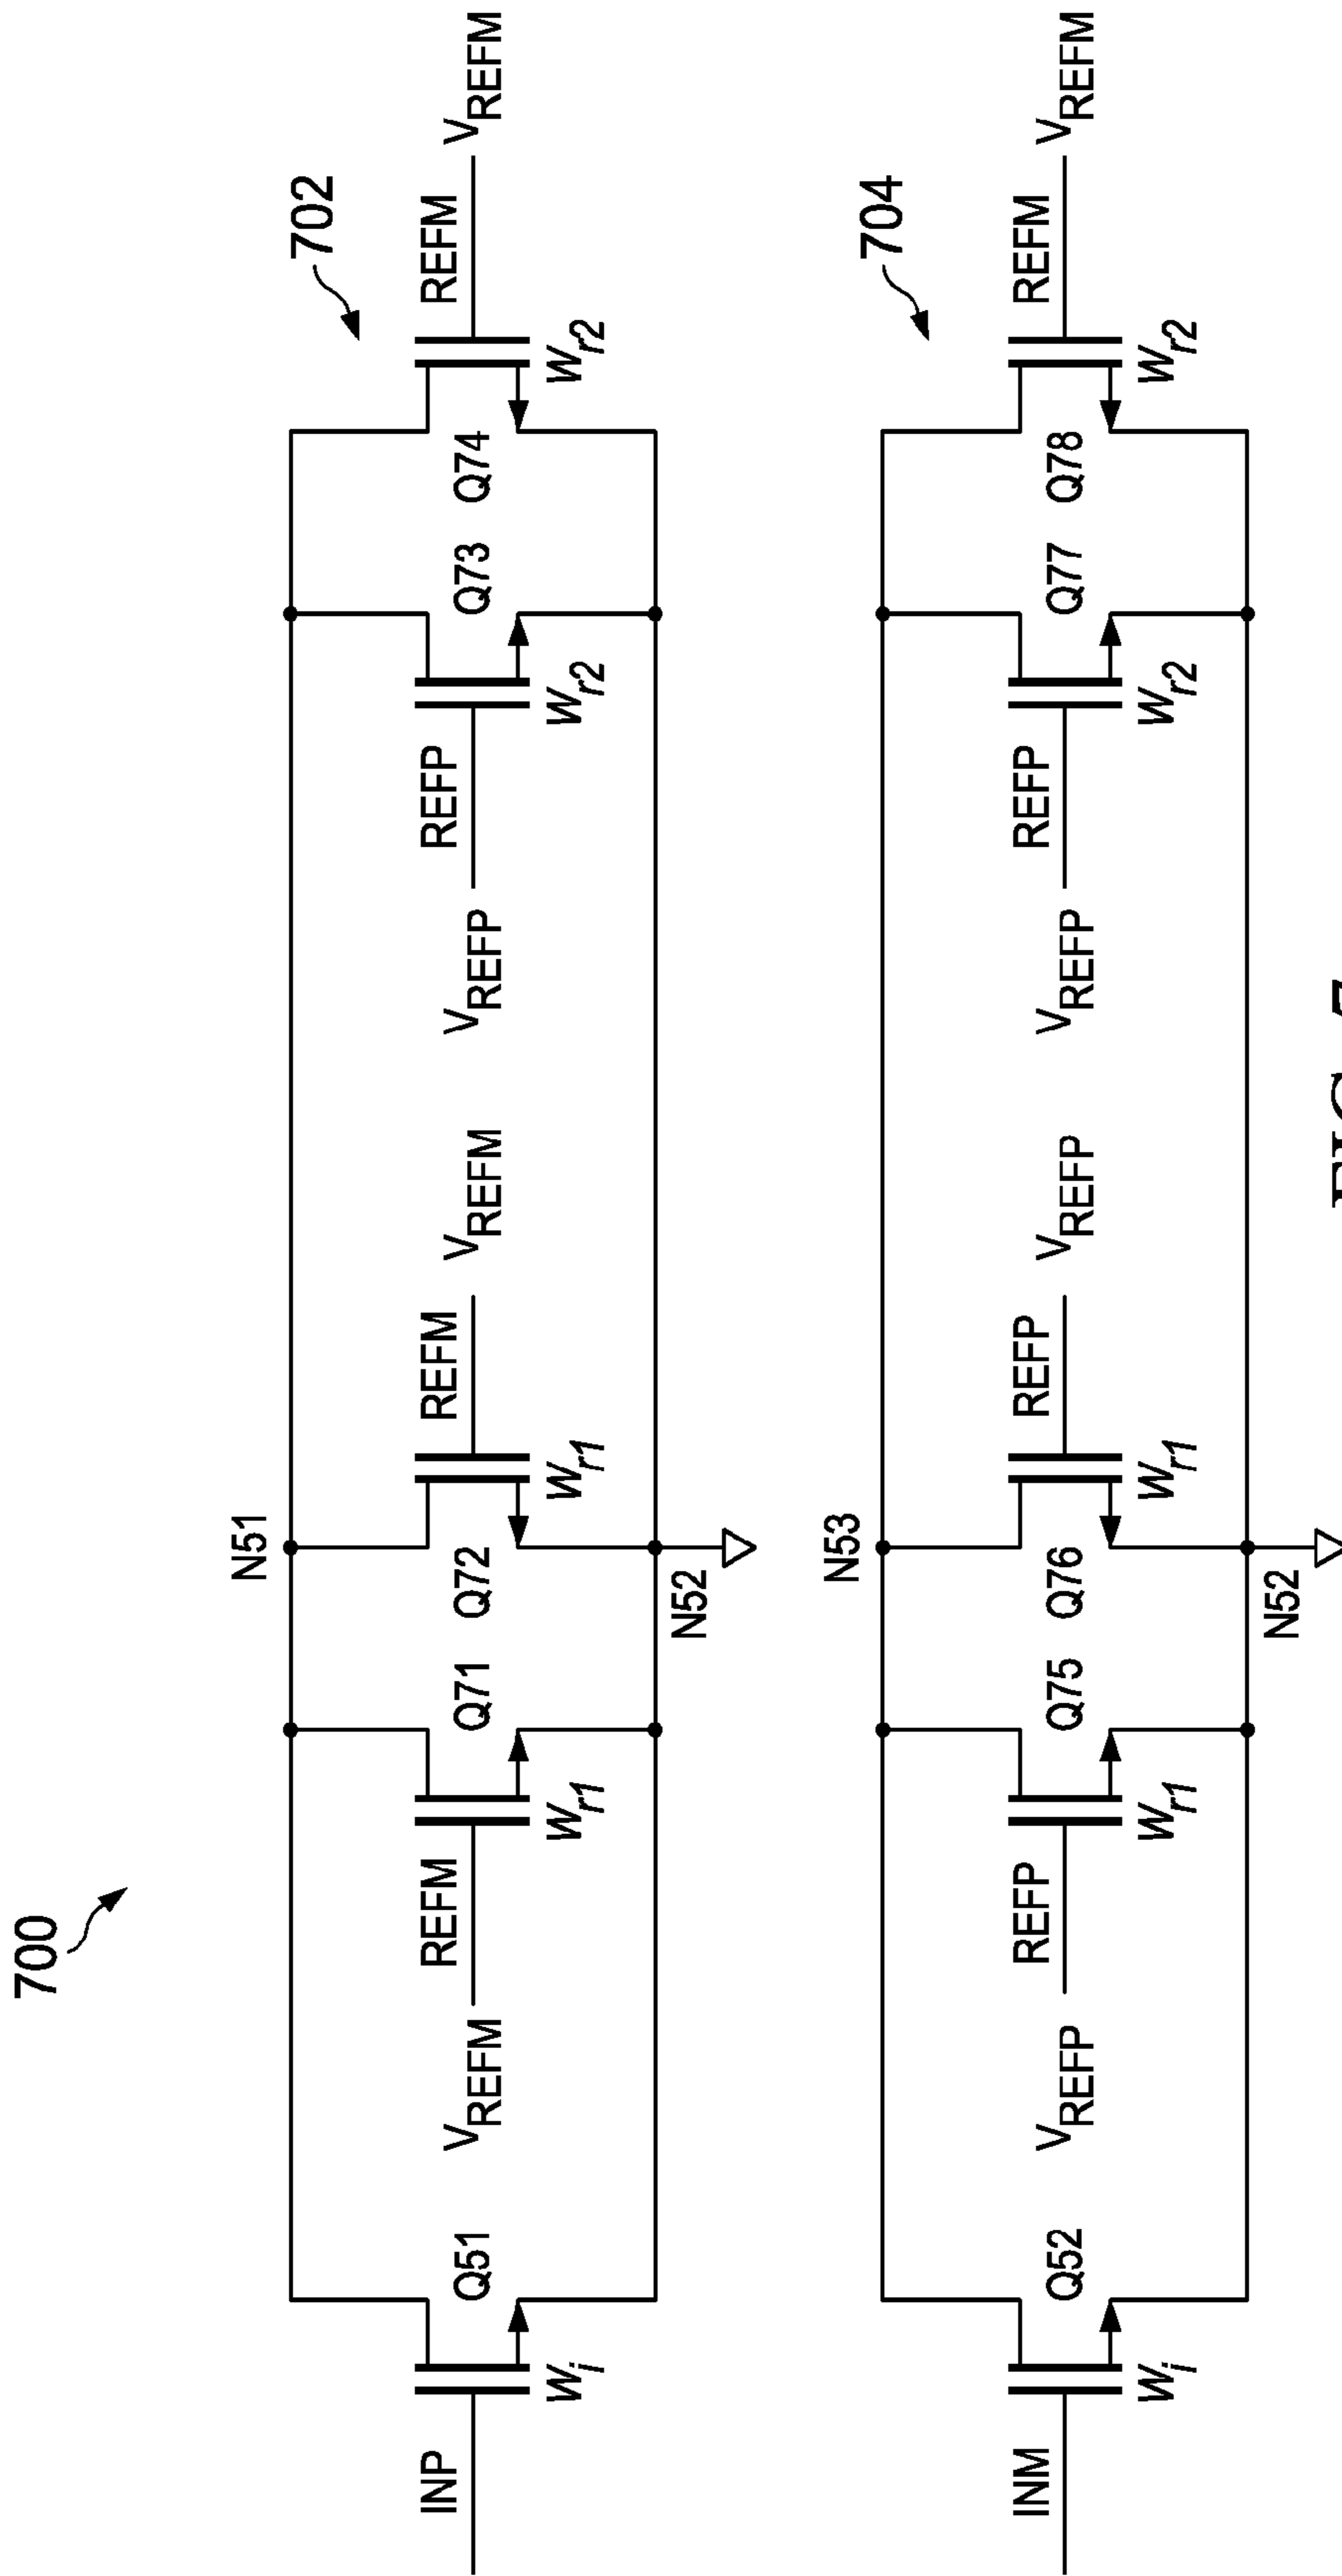 700
702
N51
INP
Q51
Wi
VREFM
REFM
Q71
Wr1
Q72
Wr1
REFM
VREFM
VREFP
REFP
Q73
Wr2
Q74
Wr2
REFM
VREFM
N52
704
N53
INM
Q52
Wi
VREFP
REFP
Q75
Wr1
Q76
Wr1
REFP
VREFP
VREFP
REFP
Q77
Wr2
Q78
Wr2
REFM
VREFM
N52